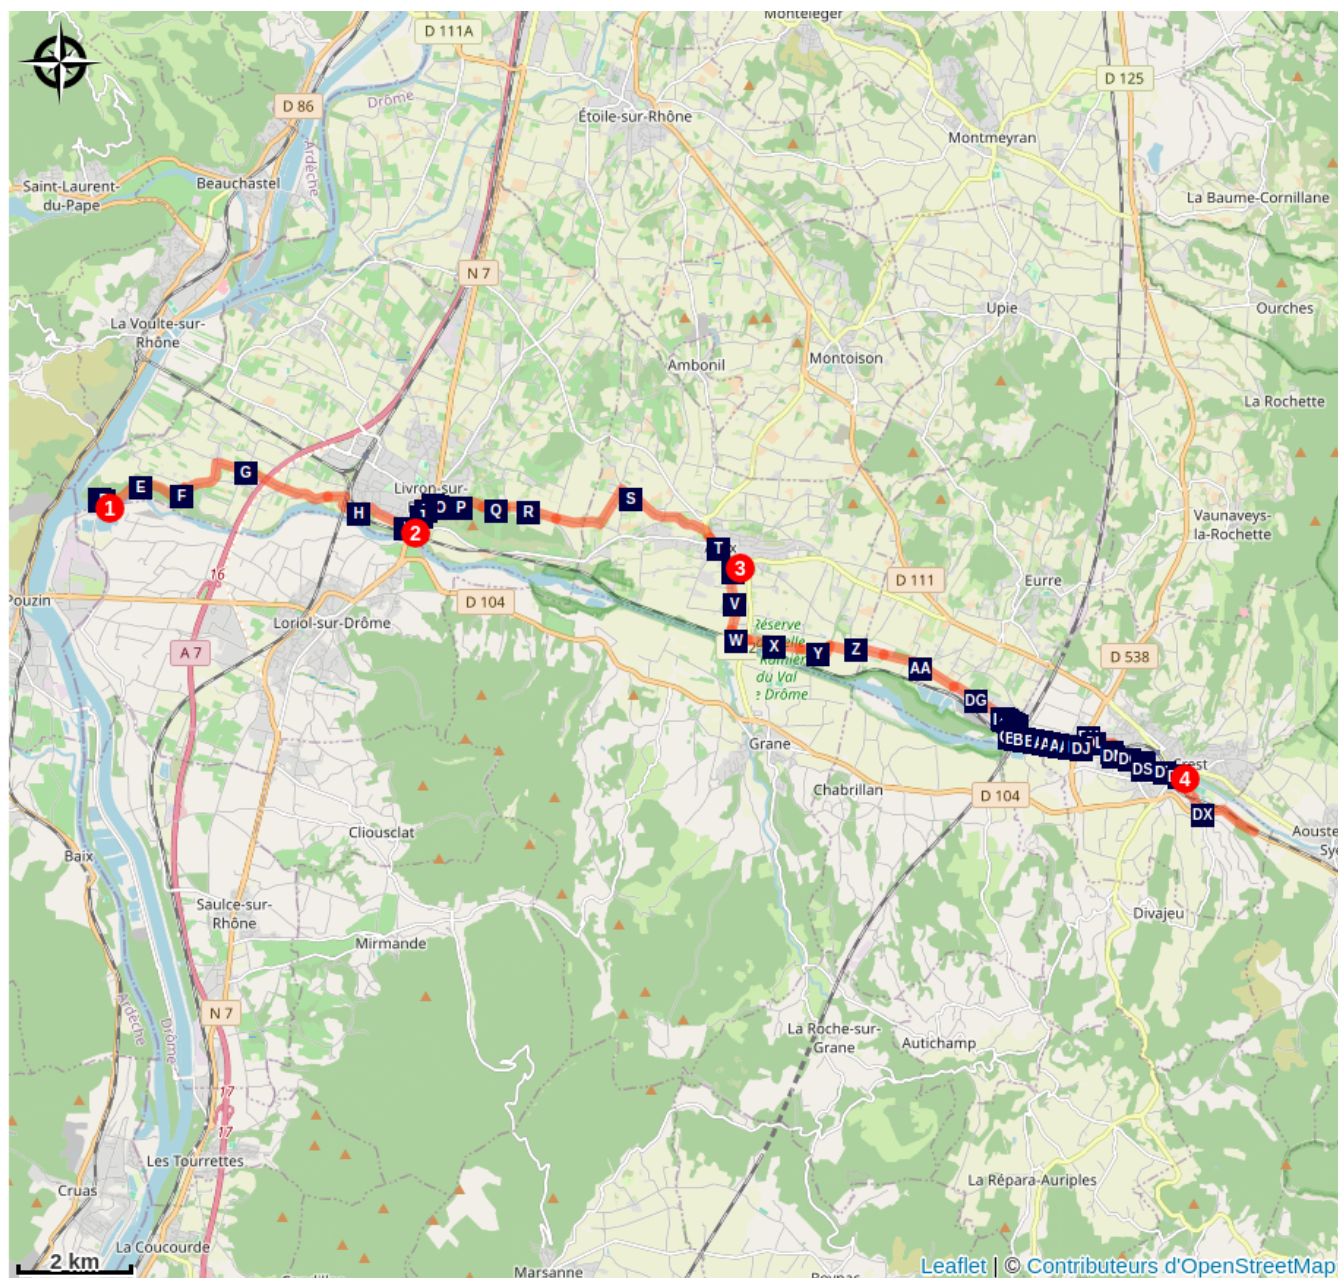 Monteléger
D 111A
D 125
D 86
Drôme
Étoile-sur-Rhône
Ardèche
Montmeyran
Saint-Laurent-
du-Pape
Beauchastel
La Baume-Cornillane
N 7
La Voulte-sur-
Rhône
Upie
Ourches
Ambonil
Montoison
La Rochette
G
E
F
1
Livron-sur-
S
O
P
Q
R
H
2
Vaunaveys-
la-Rochette
T
3
16
D 111
Eurre
Pouzin
D 104
V
Loriol-sur-Drôme
Réserve
W
X
Y
Z
A 7
D 538
du Val
Drôme
AA
DG
Grane
DJ
DS
Crest
4
Chabrillan
D 104
DX
Cliousclat
Aouste
Sye
Baix
Saulce-sur-
Rhône
Divajeu
Mirmande
Ardèche
Drôme
N 7
La Roche-sur-
Grane
Autichamp
17
17
Les Tourrettes
La Répara-Auriples
Cruas
La Coucourde
2 km
Marsanne
Leaflet | © Contributeurs d'OpenStreetMap